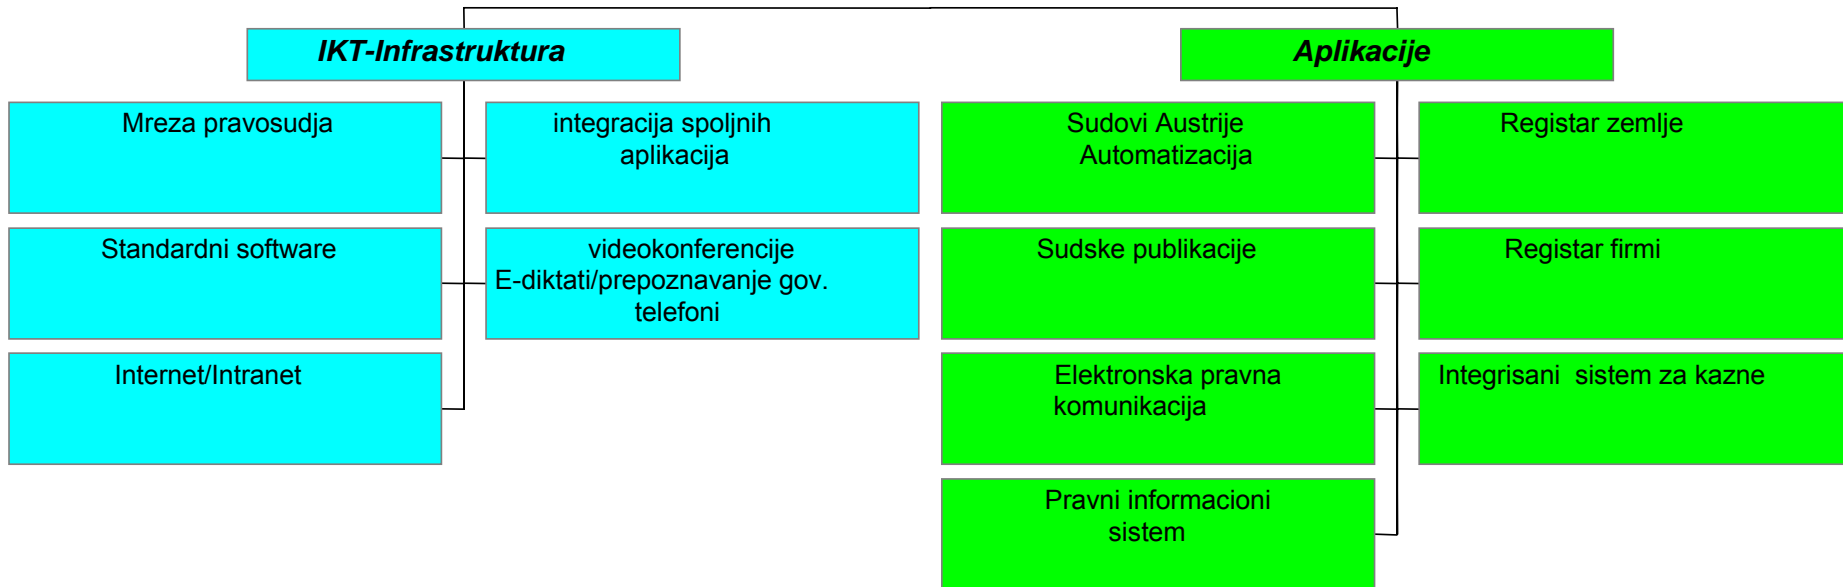 IKT-Infrastruktura
Aplikacije
Mreza pravosudja
integracija spoljnih
aplikacija
Sudovi Austrije
Automatizacija
Registar zemlje
Standardni software
videokonferencije
E-diktati/prepoznavanje gov.
telefoni
Sudske publikacije
Registar firmi
Internet/Intranet
Elektronska pravna
komunikacija
Integrisani sistem za kazne
Pravni informacioni
sistem